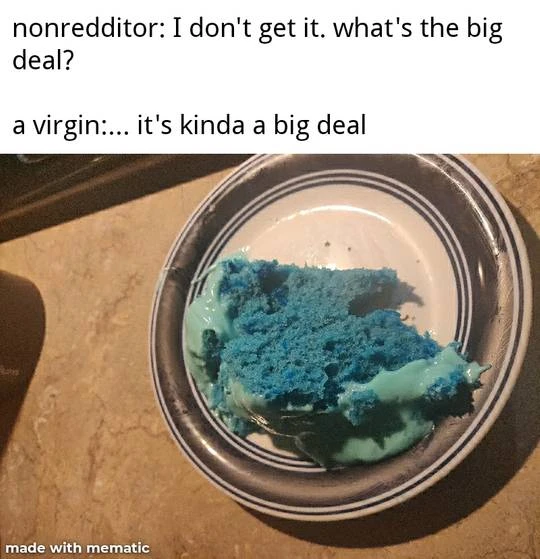 nonredditor: I don't get it. what's the big
deal?
a virgin:... it's kinda a big deal
made with mematic